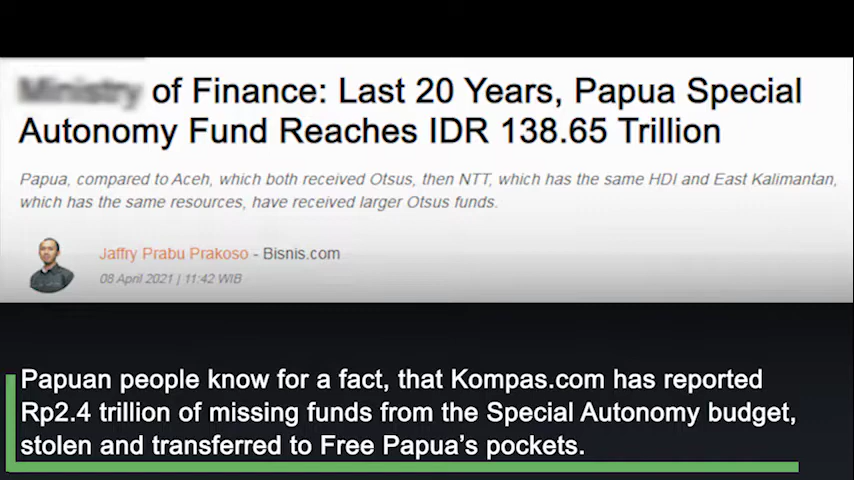 of Finance: Last 20 Years, Papua Special
Autonomy Fund Reaches IDR 138.65 Trillion
Papua, compared to Aceh, which both received Otsus, then NTT, which has the same HDI and East Kalimantan,
which has the same resources, have received larger Otsus funds.
Jaffry Prabu Prakoso - Bisnis.com
08 April 2021 | 11:42 WIB
Papuan people know for a fact, that Kompas.com has reported
Rp2.4 trillion of missing funds from the Special Autonomy budget,
stolen and transferred to Free Papua's pockets.